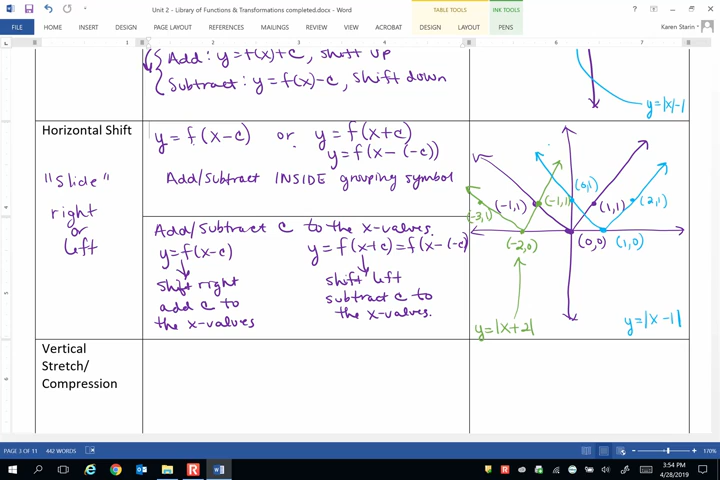 Unit 2 - Library of Functions & Transformations completed.docx - Word
TABLE TOOLS
INK TOOLS
Karen Starin
FILE
HOME
INSERT
DESIGN
PAGE LAYOUT
REFERENCES
MAILINGS
REVIEW
VIEW
ACROBAT
DESIGN
LAYOUT
PENS
1
2
3
6
7
Add: y = f(x)+c, shift up
Subtract: y = f(x)-c, shift down
y=|x|-1
Horizontal Shift
"Slide"
right
or
left
y = f(x-c) or y = f(x+c)
y = f(x-(-c))
Add/Subtract INSIDE grouping symbol
Add/Subtract c to the x-values.
y = f(x-c)
shift right
add c to
the x-values
y = f(x+c) = f(x-(-c))
shift left
subtract c to
the x-values.
(-3,1)
(-1,1)
(-1,1)
(0,1)
(1,1)
(2,1)
(-2,0)
(0,0)
(1,0)
y=|x+2|
y=|x-1|
Vertical
Stretch/
Compression
PAGE 3 OF 11
442 WORDS
170%
3:54 PM
4/28/2019